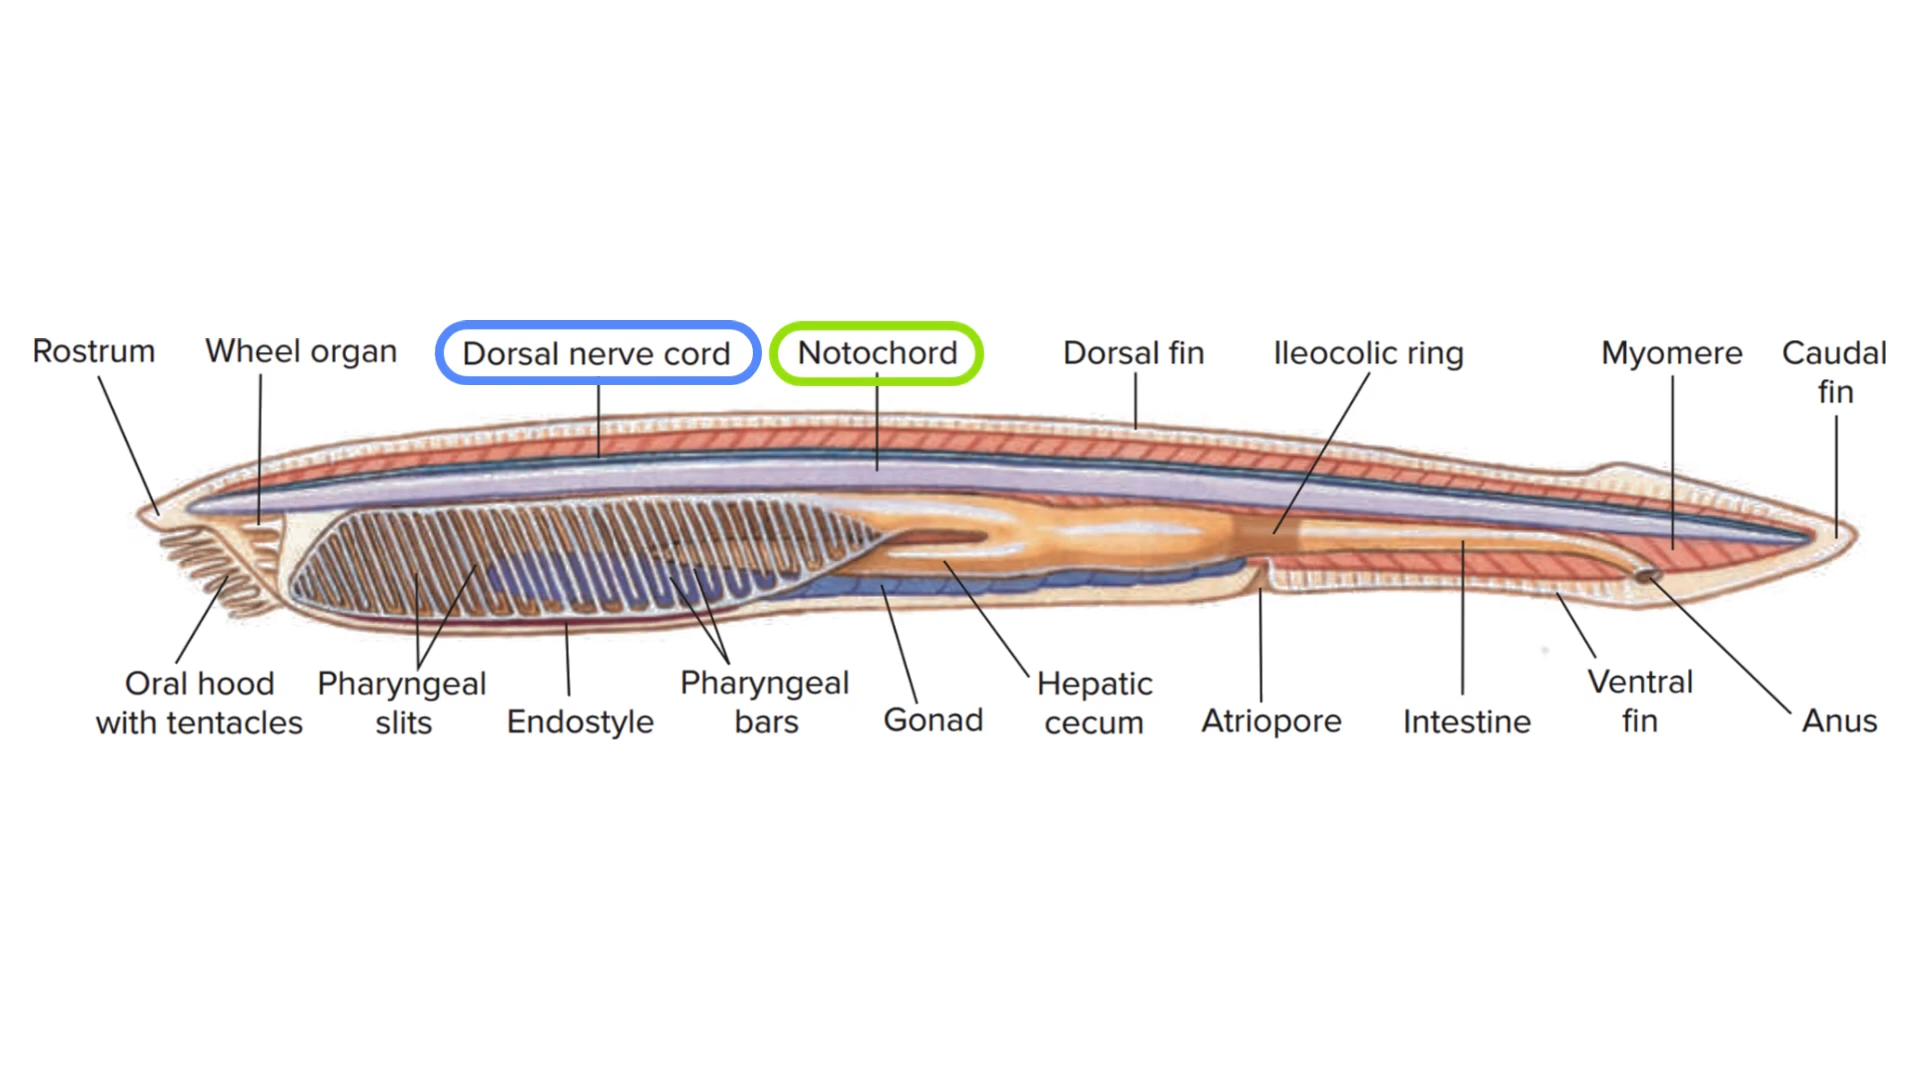 Rostrum
Wheel organ
Dorsal nerve cord
Notochord
Dorsal fin
Ileocolic ring
Myomere
Caudal
fin
Oral hood
with tentacles
Pharyngeal
slits
Endostyle
Pharyngeal
bars
Gonad
Hepatic
cecum
Atriopore
Intestine
Ventral
fin
Anus